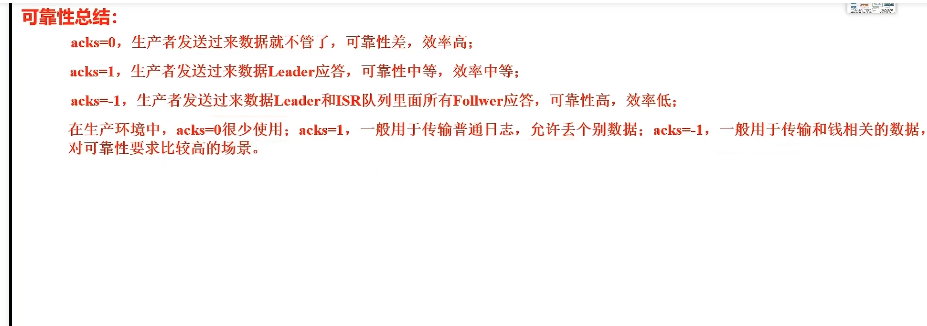 可靠性总结：
acks=0，生产者发送过来数据就不管了，可靠性差，效率高；
acks=1，生产者发送过来数据Leader应答，可靠性中等，效率中等；
acks=-1，生产者发送过来数据Leader和ISR队列里面所有Follwer应答，可靠性高，效率低；
在生产环境中，acks=0很少使用；acks=1，一般用于传输普通日志，允许丢个别数据；acks=-1，一般用于传输和钱相关的数据，
对可靠性要求比较高的场景。